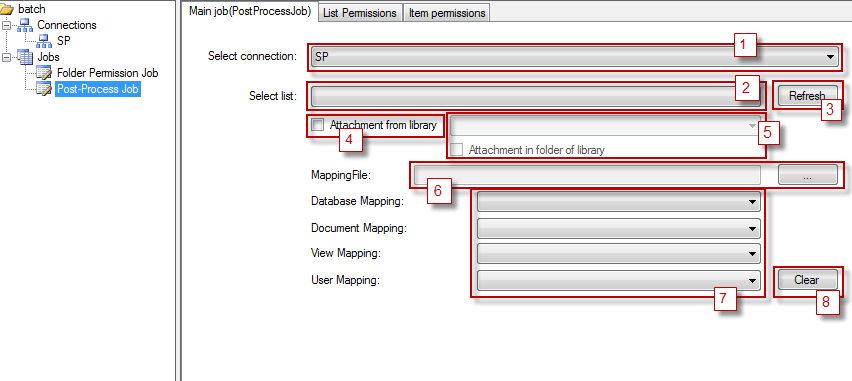 batch
Connections
SP
Jobs
Folder Permission Job
Post-Process Job
Main job(PostProcessJob) List Permissions Item permissions
1
Select connection: SP
2
Select list: Refresh
3
Attachment from library
4 5
Attachment in folder of library
MappingFile: ...
6
Database Mapping:
Document Mapping:
View Mapping:
User Mapping: Clear
7 8